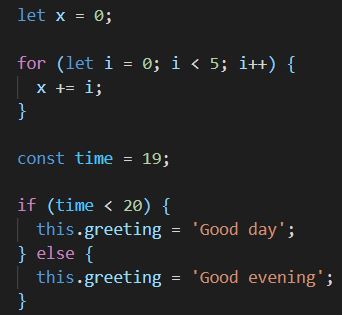 let x = 0;
for (let i = 0; i < 5; i++) {
x += i;
}
const time = 19;
if (time < 20) {
this.greeting = 'Good day';
} else {
this.greeting = 'Good evening';
}